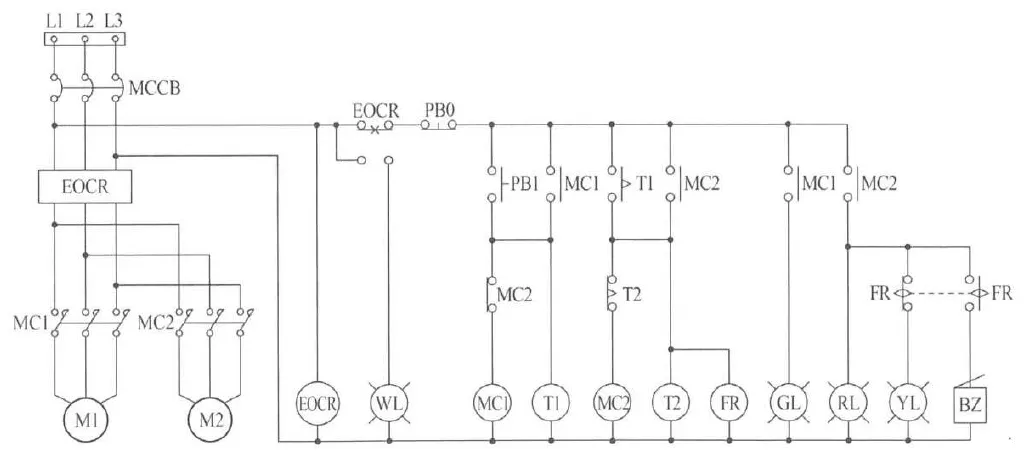 L1 L2 L3
MCCB
EOCR PB0
EOCR
PB1 MC1 T1 MC2 MC1 MC2
MC2 T2 FR FR
MC1 MC2
M1 M2
EOCR WL MC1 T1 MC2 T2 FR GL RL YL BZ